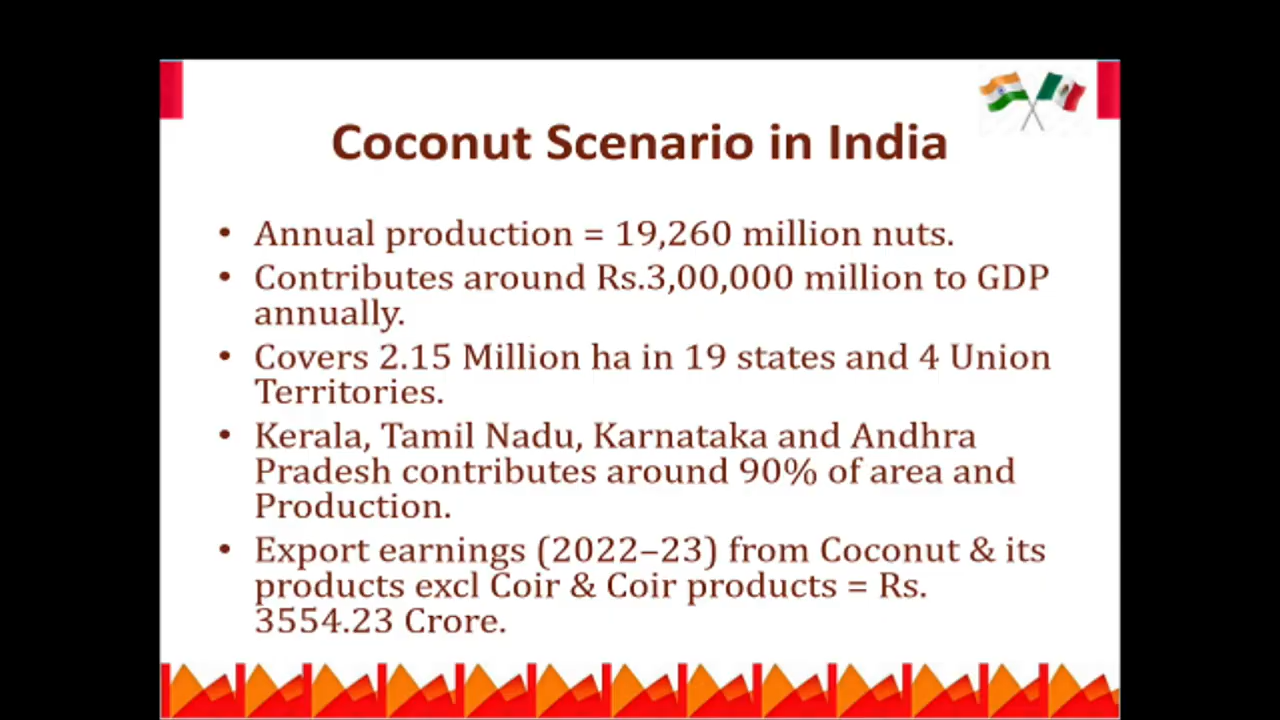 Coconut Scenario in India
• Annual production = 19,260 million nuts.
• Contributes around Rs.3,00,000 million to GDP
annually.
• Covers 2.15 Million ha in 19 states and 4 Union
Territories.
• Kerala, Tamil Nadu, Karnataka and Andhra
Pradesh contributes around 90% of area and
Production.
• Export earnings (2022–23) from Coconut & its
products excl Coir & Coir products = Rs.
3554.23 Crore.